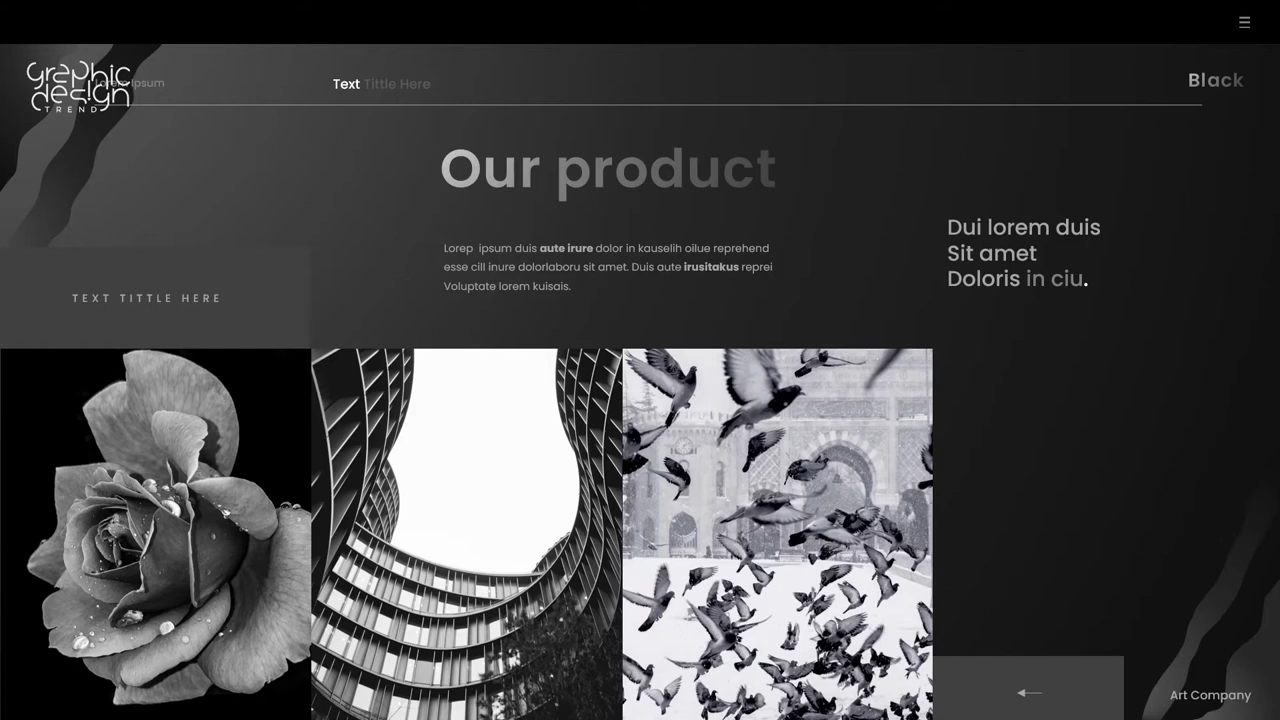 graphic
design
TREND
Lorem Ipsum
Text Tittle Here
Black
Our product
Lorep ipsum duis aute irure dolor in kauselih oilue reprehend
esse cill inure dolorlaboru sit amet. Duis aute irusitakus reprei
Voluptate lorem kuisais.
Dui lorem duis
Sit amet
Doloris in ciu.
TEXT TITTLE HERE
Art Company